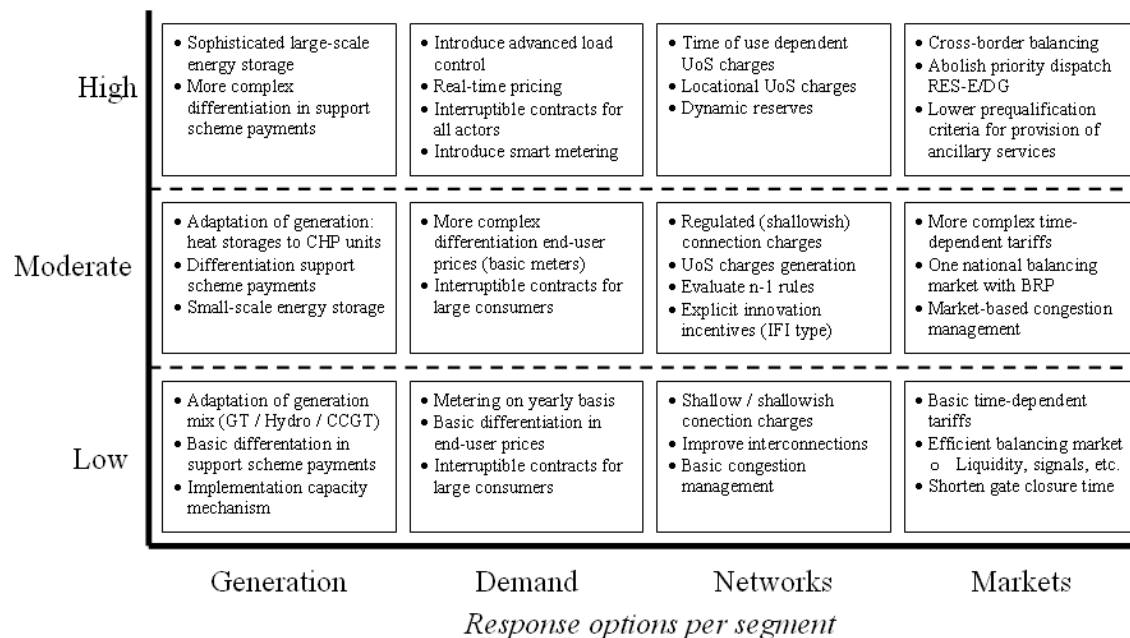 High
• Sophisticated large-scale
energy storage
• More complex
differentiation in support
scheme payments
• Introduce advanced load
control
• Real-time pricing
• Interruptible contracts for
all actors
• Introduce smart metering
• Time of use dependent
UoS charges
• Locational UoS charges
• Dynamic reserves
• Cross-border balancing
• Abolish priority dispatch
RES-E/DG
• Lower prequalification
criteria for provision of
ancillary services
Moderate
• Adaptation of generation:
heat storages to CHP units
• Differentiation support
scheme payments
• Small-scale energy storage
• More complex
differentiation end-user
prices (basic meters)
• Interruptible contracts for
large consumers
• Regulated (shallowish)
connection charges
• UoS charges generation
• Evaluate n-1 rules
• Explicit innovation
incentives (IFI type)
• More complex time-
dependent tariffs
• One national balancing
market with BRP
• Market-based congestion
management
Low
• Adaptation of generation
mix (GT / Hydro / CCGT)
• Basic differentation in
support scheme payments
• Implementation capacity
mechanism
• Metering on yearly basis
• Basic differentiation in
end-user prices
• Interruptible contracts for
large consumers
• Shallow / shallowish
conection charges
• Improve interconnections
• Basic congestion
management
• Basic time-dependent
tariffs
• Efficient balancing market
o Liquidity, signals, etc.
• Shorten gate closure time
Generation Demand Networks Markets
Response options per segment